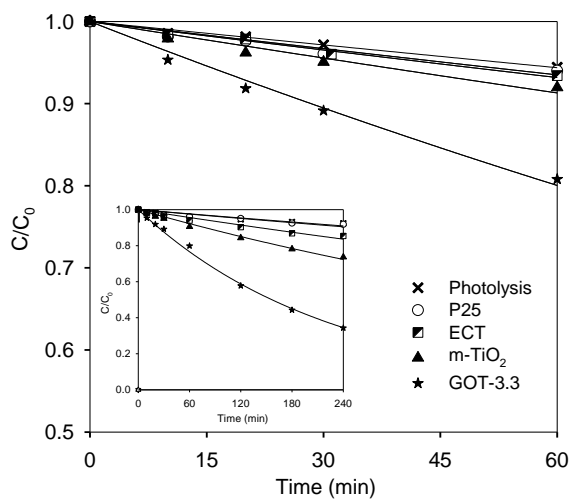 1.0
0.9
0.8
0.7
0.6
0.5
C/C₀
Photolysis
P25
ECT
m-TiO₂
GOT-3.3
1.0
0.8
0.6
0.4
0.2
0.0
C/C₀
0 60 120 180 240
Time (min)
0 15 30 45 60
Time (min)